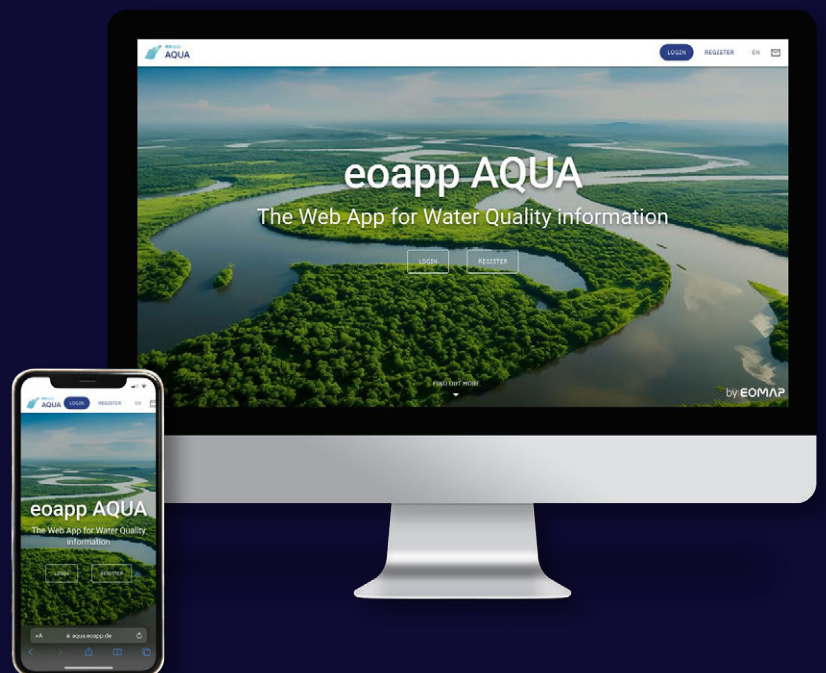 eoapp
AQUA
LOGIN
REGISTER
EN
eoapp AQUA
The Web App for Water Quality information
LOGIN
REGISTER
FIND OUT MORE
by EOMAP
AQUA
LOGIN
REGISTER
EN
eoapp AQUA
The Web App for Water Quality
information
LOGIN
REGISTER
AA
aqua.eoapp.de